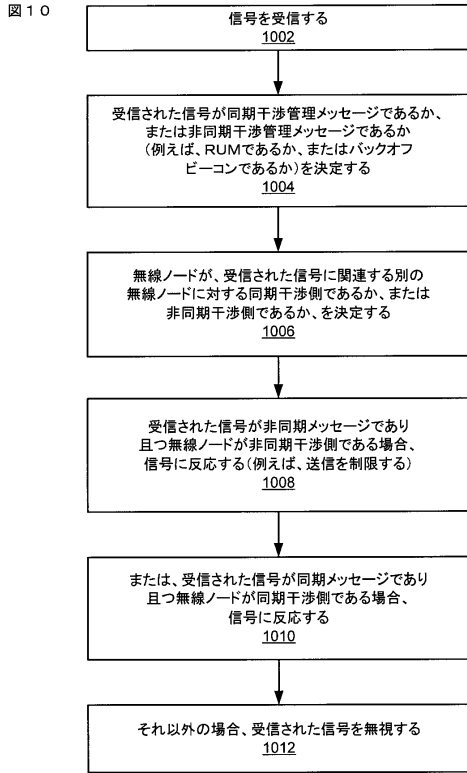 図10
信号を受信する
1002
受信された信号が同期干渉管理メッセージであるか、
または非同期干渉管理メッセージであるか
(例えば、RUMであるか、またはバックオフ
ビーコンであるか)を決定する
1004
無線ノードが、受信された信号に関連する別の
無線ノードに対する同期干渉側であるか、または
非同期干渉側であるか、を決定する
1006
受信された信号が非同期メッセージであり
且つ無線ノードが非同期干渉側である場合、
信号に反応する(例えば、送信を制限する)
1008
または、受信された信号が同期メッセージであり
且つ無線ノードが同期干渉側である場合、
信号に反応する
1010
それ以外の場合、受信された信号を無視する
1012